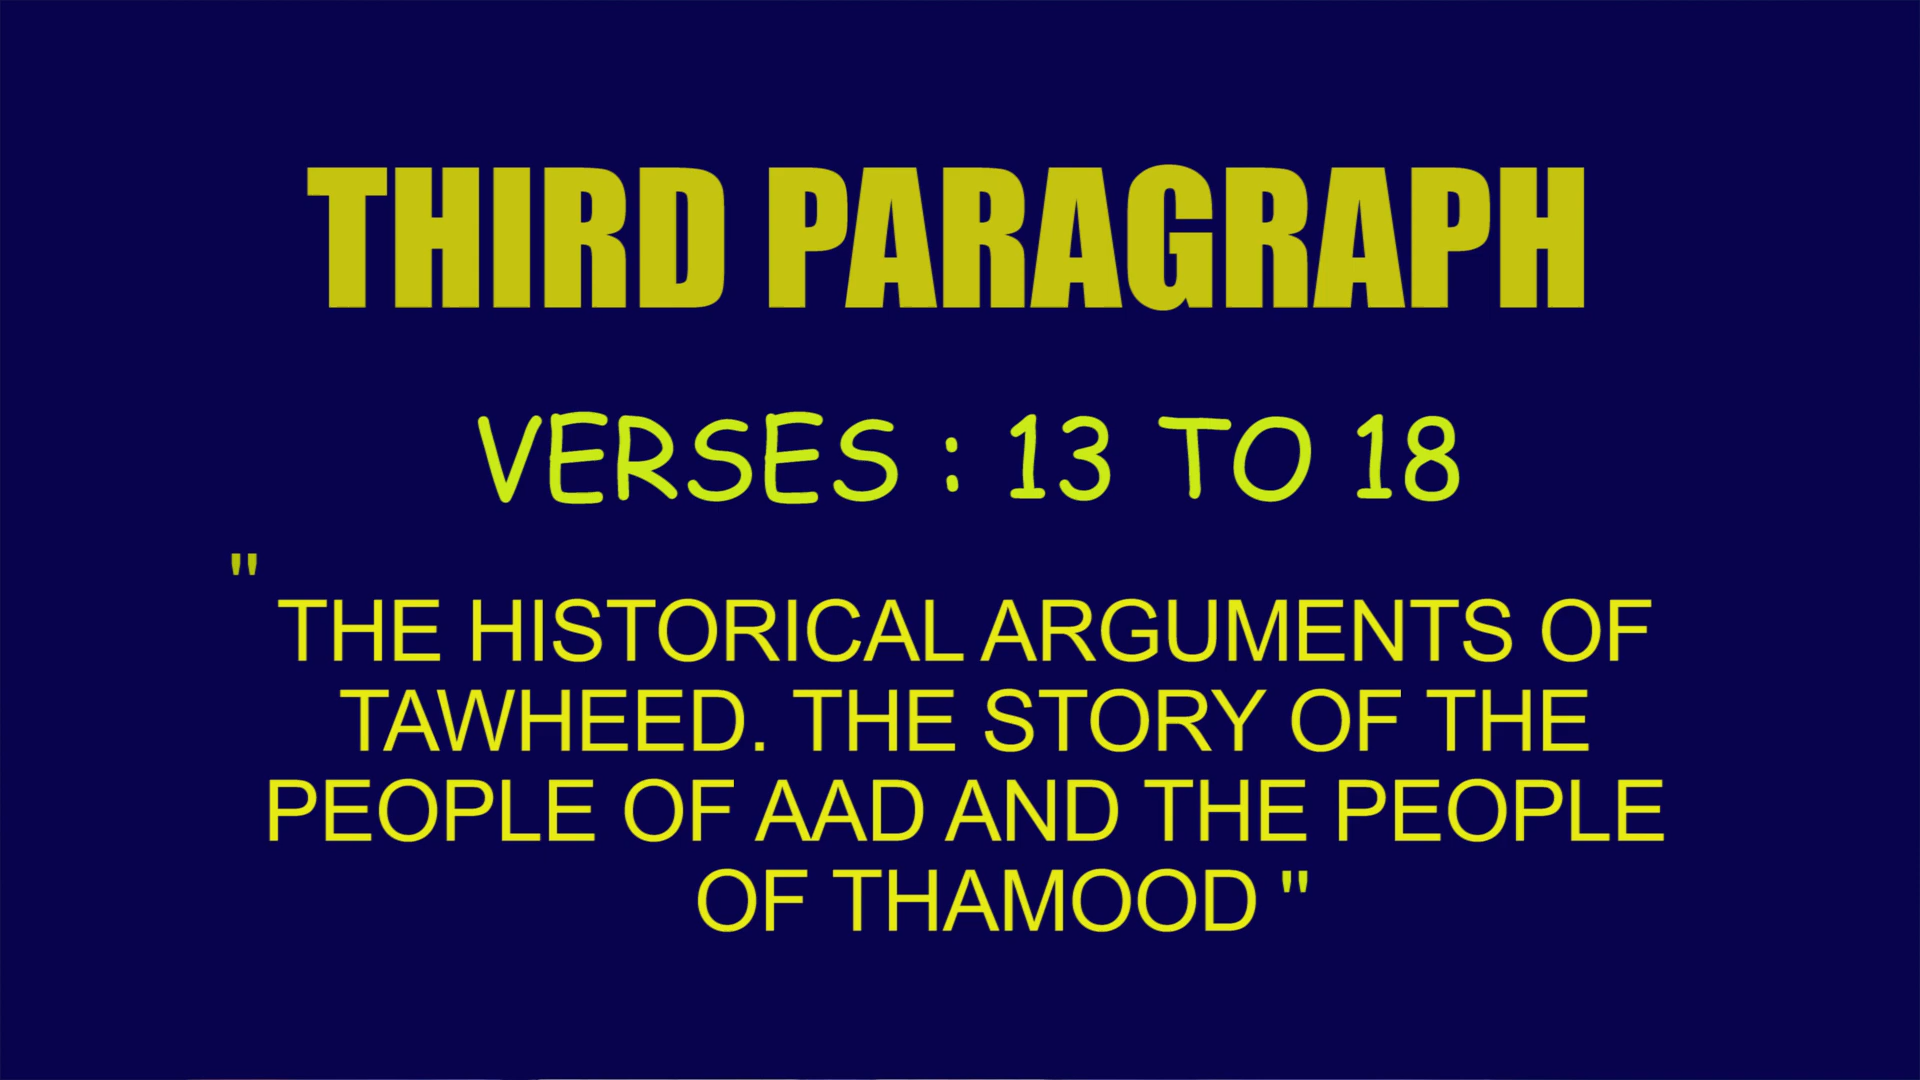 THIRD PARAGRAPH
VERSES : 13 TO 18
" THE HISTORICAL ARGUMENTS OF
TAWHEED. THE STORY OF THE
PEOPLE OF AAD AND THE PEOPLE
OF THAMOOD "